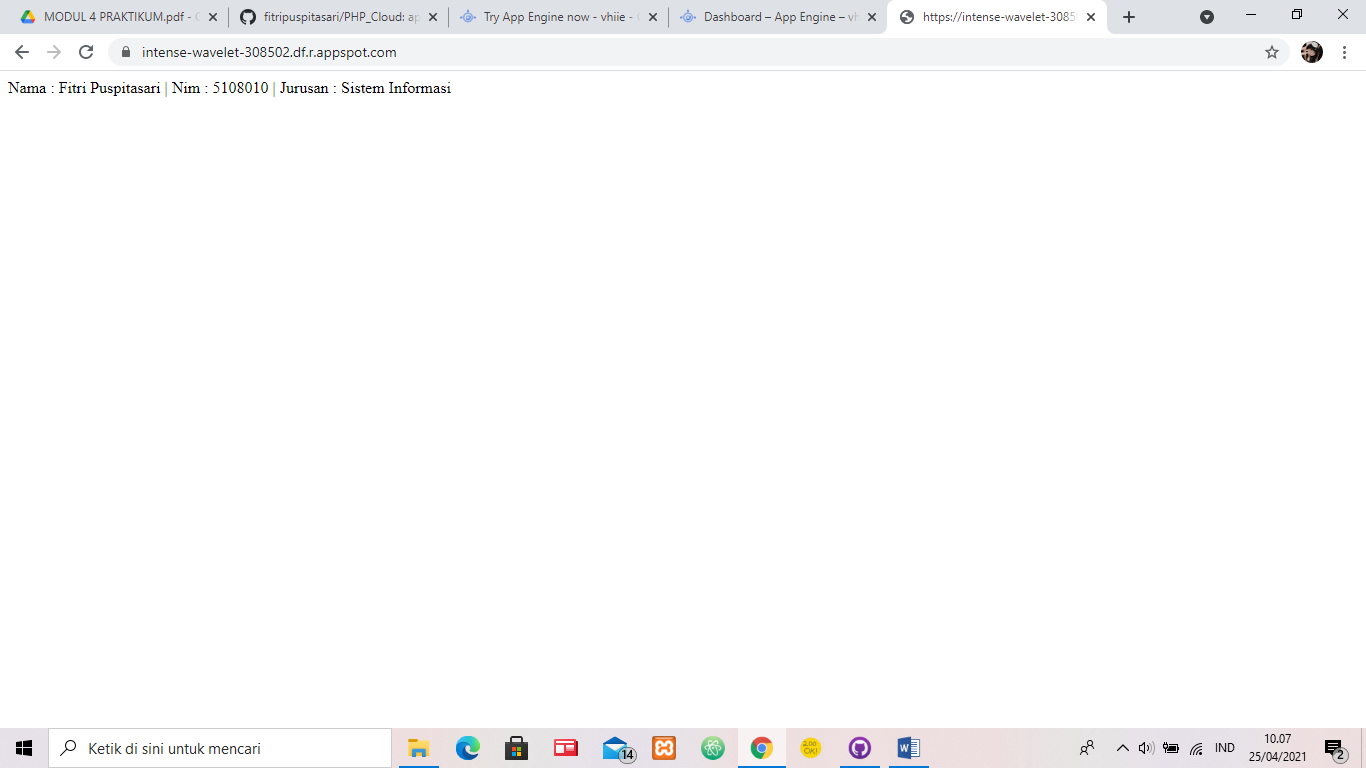 MODUL 4 PRAKTIKUM.pdf -
fitripuspitasari/PHP_Cloud: ap
Try App Engine now - vhiie -
Dashboard – App Engine – vh
https://intense-wavelet-3085
intense-wavelet-308502.df.r.appspot.com
Nama : Fitri Puspitasari | Nim : 5108010 | Jurusan : Sistem Informasi
Ketik di sini untuk mencari
14
IND
10.07
25/04/2021
2